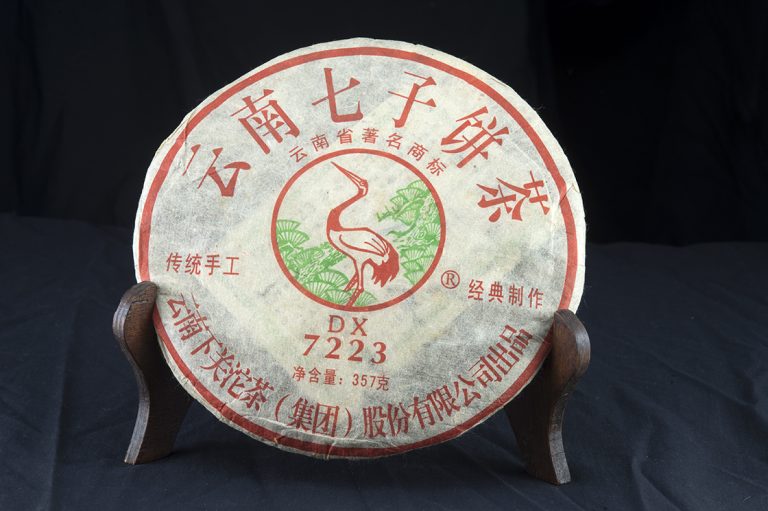 云南七子饼茶
云南省著名商标
传统手工
®
经典制作
DX
7223
净含量：357克
云南下关沱茶（集团）股份有限公司出品